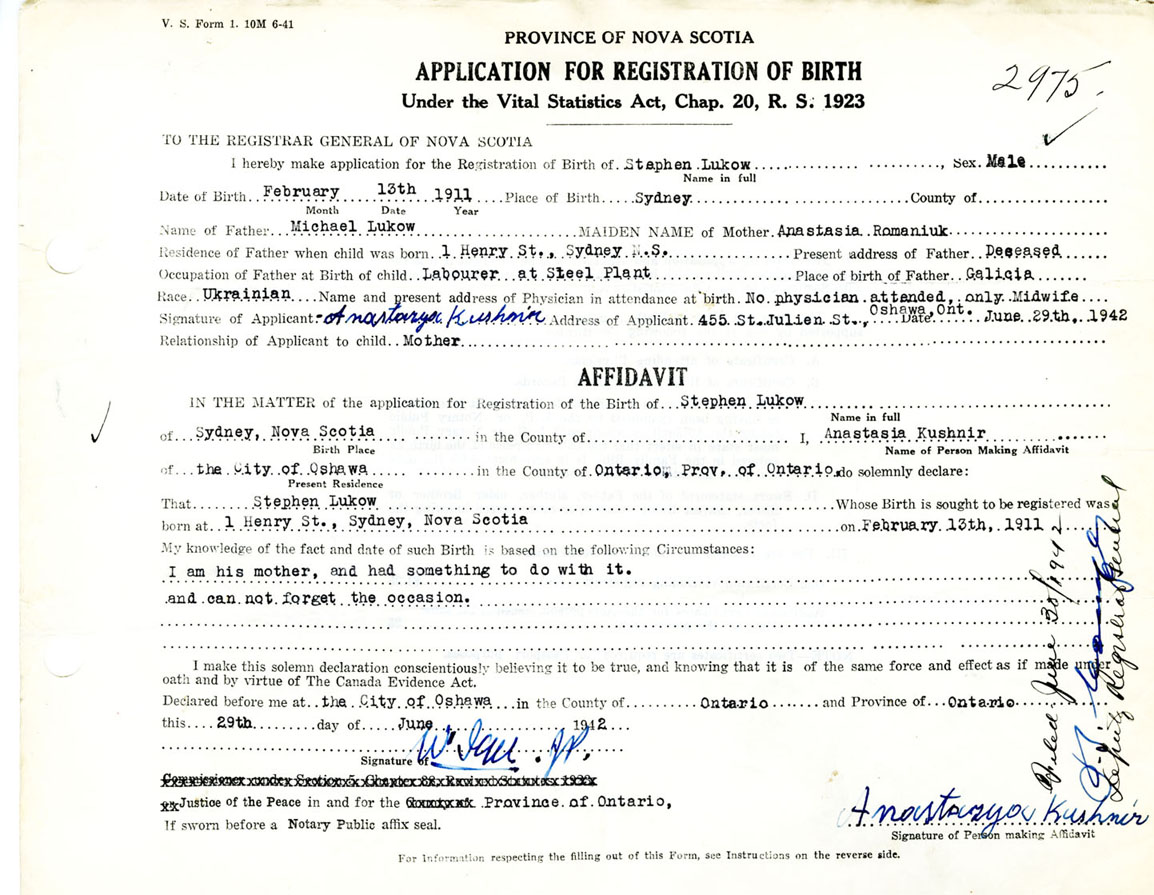 V. S. Form 1. 10M 6-41
PROVINCE OF NOVA SCOTIA
APPLICATION FOR REGISTRATION OF BIRTH
2975.
Under the Vital Statistics Act, Chap. 20, R. S. 1923
TO THE REGISTRAR GENERAL OF NOVA SCOTIA
I hereby make application for the Registration of Birth of Stephen Lukow, Sex. Male
Name in full
Date of Birth February 13th 1911 Place of Birth Sydney County of
Month Date Year
Name of Father Michael Lukow MAIDEN NAME of Mother Anastasia Romaniuk
Residence of Father when child was born 1 Henry St., Sydney N.S. Present address of Father Deceased
Occupation of Father at Birth of child Labourer at Steel Plant Place of birth of Father Galicia
Race Ukrainian Name and present address of Physician in attendance at birth. No physician attended, only Midwife
Signature of Applicant: Anastazya Kushnir Address of Applicant 455 St. Julien St., Oshawa, Ont. Date June 29th, 1942
Relationship of Applicant to child Mother
AFFIDAVIT
IN THE MATTER of the application for Registration of the Birth of Stephen Lukow
Name in full
of Sydney, Nova Scotia in the County of I, Anastasia Kushnir
Birth Place Name of Person Making Affidavit
of the City of Oshawa in the County of Ontario, Prov. of Ontario do solemnly declare:
Present Residence
That Stephen Lukow Whose Birth is sought to be registered was
born at 1 Henry St., Sydney, Nova Scotia on February 13th, 1911
My knowledge of the fact and date of such Birth is based on the following Circumstances:
I am his mother, and had something to do with it.
and can not forget the occasion.
I make this solemn declaration conscientiously believing it to be true, and knowing that it is of the same force and effect as if made under
oath and by virtue of The Canada Evidence Act.
Declared before me at the City of Oshawa in the County of Ontario and Province of Ontario
this 29th day of June 1942
Signature of
Justice of the Peace in and for the Province of Ontario,
If sworn before a Notary Public affix seal.
Anastazya Kushnir
Signature of Person making Affidavit
For Information respecting the filling out of this Form, see Instructions on the reverse side.
Filed June 30/1942
Deputy Registrar General